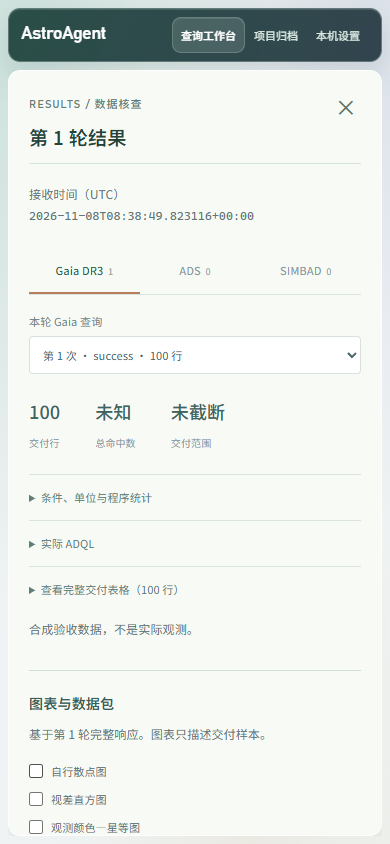 AstroAgent
查询工作台 项目归档 本机设置
RESULTS / 数据核查
第 1 轮结果
接收时间（UTC）
2026-11-08T08:38:49.823116+00:00
Gaia DR3 1 ADS 0 SIMBAD 0
本轮 Gaia 查询
第 1 次 · success · 100 行
100 未知 未截断
交付行 总命中数 交付范围
条件、单位与程序统计
实际 ADQL
查看完整交付表格（100 行）
合成验收数据，不是实际观测。
图表与数据包
基于第 1 轮完整响应。图表只描述交付样本。
自行散点图
视差直方图
观测颜色—星等图